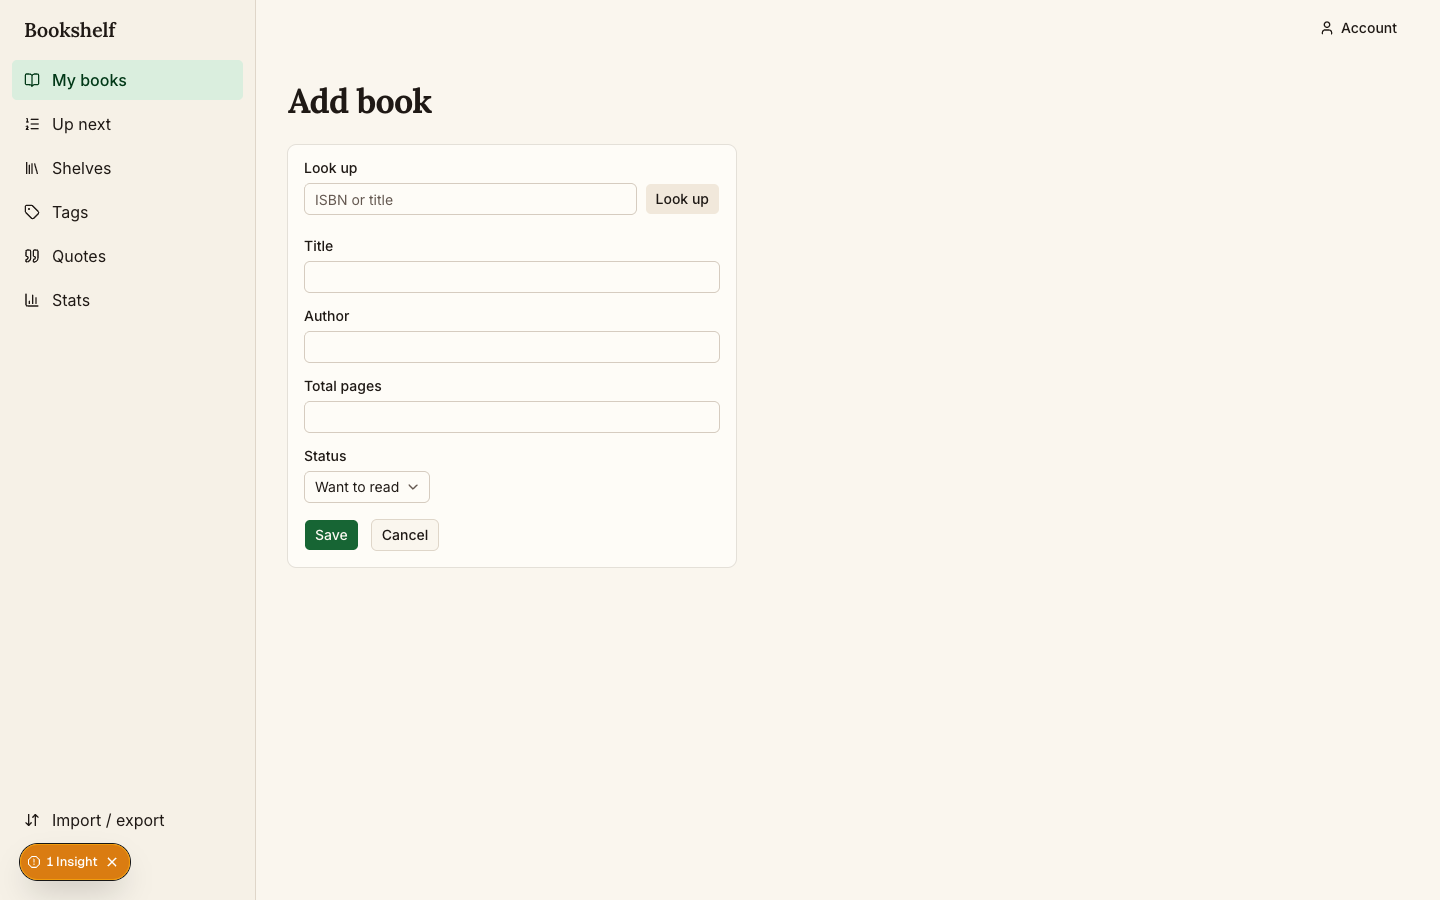 Bookshelf
My books
Up next
Shelves
Tags
Quotes
Stats
Import / export
1 Insight
Account
Add book
Look up
ISBN or title
Look up
Title
Author
Total pages
Status
Want to read
Save
Cancel